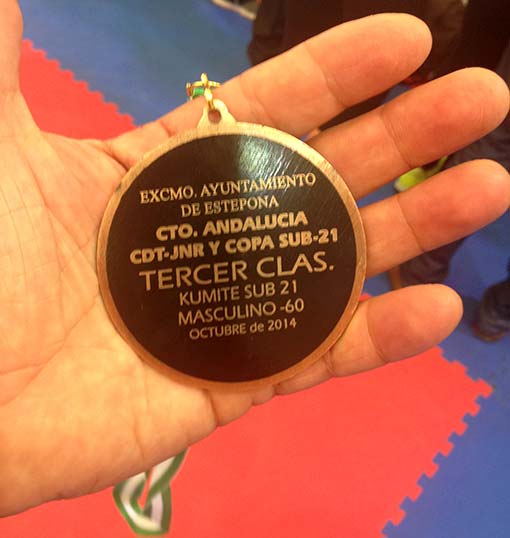 EXCMO. AYUNTAMIENTO
DE ESTEPONA
CTO. ANDALUCIA
CDT-JNR Y COPA SUB-21
TERCER CLAS.
KUMITE SUB 21
MASCULINO -60
OCTUBRE de 2014